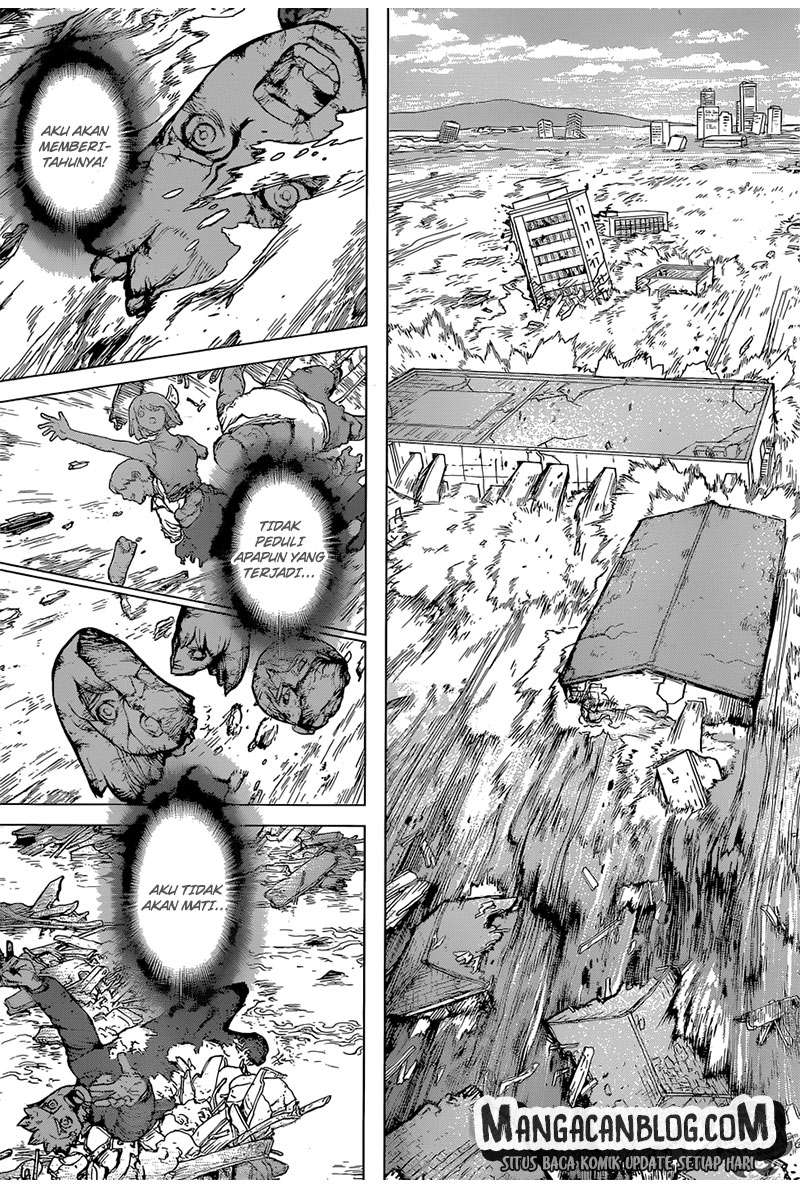 AKU AKAN
MEMBERI-
TAHUNYA!
TIDAK
PEDULI
APAPUN YANG
TERJADI...
AKU TIDAK
AKAN MATI...
MANGACANBLOG.COM
SITUS BACA KOMIK UPDATE SETIAP HARI